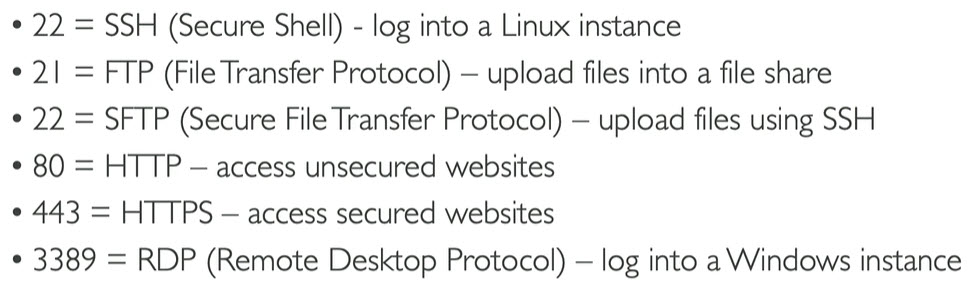 • 22 = SSH (Secure Shell) - log into a Linux instance
• 21 = FTP (File Transfer Protocol) – upload files into a file share
• 22 = SFTP (Secure File Transfer Protocol) – upload files using SSH
• 80 = HTTP – access unsecured websites
• 443 = HTTPS – access secured websites
• 3389 = RDP (Remote Desktop Protocol) – log into a Windows instance